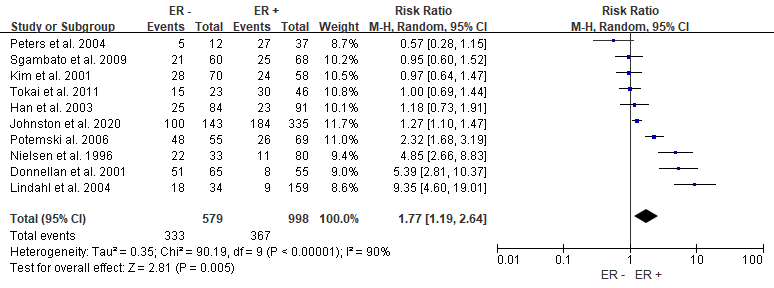 ER - ER + Risk Ratio Risk Ratio
Study or Subgroup Events Total Events Total Weight M-H, Random, 95% CI M-H, Random, 95% CI
Peters et al. 2004 5 12 27 37 8.7% 0.57 [0.28, 1.15]
Sgambato et al. 2009 21 60 25 68 10.1% 0.95 [0.60, 1.52]
Kim et al. 2001 28 70 24 58 10.3% 0.97 [0.64, 1.47]
Tokai et al. 2011 15 23 30 46 10.6% 1.00 [0.69, 1.44]
Han et al. 2003 25 84 23 91 10.0% 1.18 [0.73, 1.91]
Johnston et al. 2020 100 143 184 335 11.7% 1.27 [1.10, 1.47]
Potemski al. 2006 48 55 26 69 10.9% 2.32 [1.68, 3.19]
Nielsen et al. 1996 22 33 11 80 9.4% 4.85 [2.66, 8.83]
Donnellan et al. 2001 51 65 8 55 9.0% 5.39 [2.81, 10.37]
Lindahl et al. 2004 18 34 9 159 8.6% 9.35 [4.60, 19.01]
Total (95% CI) 579 998 100.0% 1.77 [1.19, 2.64]
Total events 333 367
Heterogeneity: Tau² = 0.35; Chi² = 90.19, df = 9 (P < 0.00001); I² = 90%
Test for overall effect: Z = 2.81 (P = 0.005)
0.01 0.1 1 10 100
ER - ER +